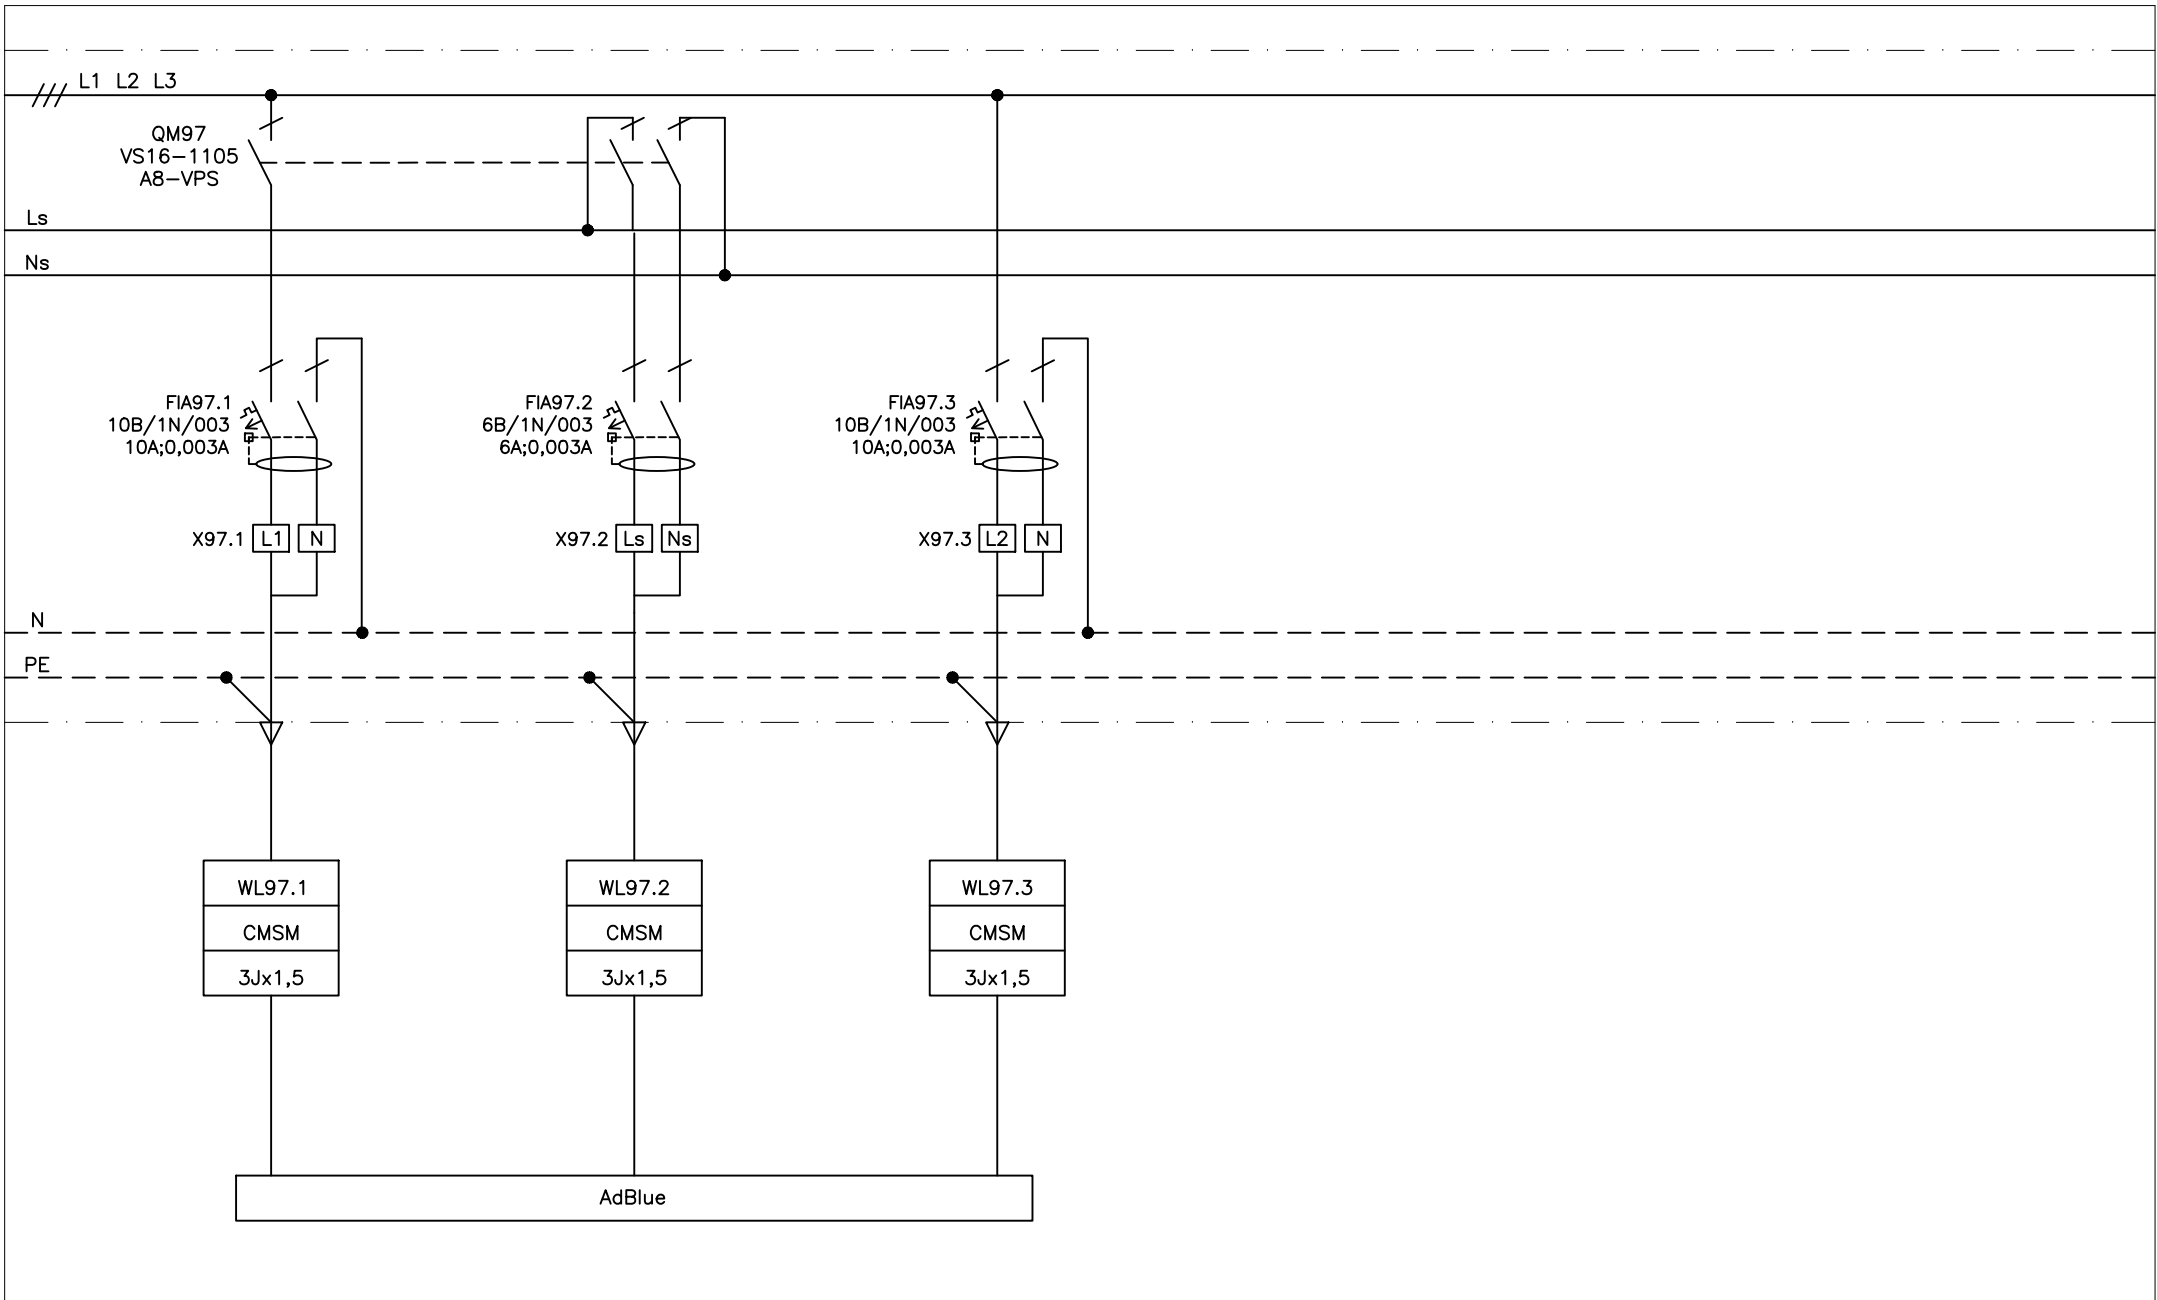 L1 L2 L3
QM97
VS16-1105
A8-VPS
Ls
Ns
FIA97.1
10B/1N/003
10A;0,003A
FIA97.2
6B/1N/003
6A;0,003A
FIA97.3
10B/1N/003
10A;0,003A
X97.1 L1 N
X97.2 Ls Ns
X97.3 L2 N
N
PE
WL97.1
CMSM
3Jx1,5
WL97.2
CMSM
3Jx1,5
WL97.3
CMSM
3Jx1,5
AdBlue